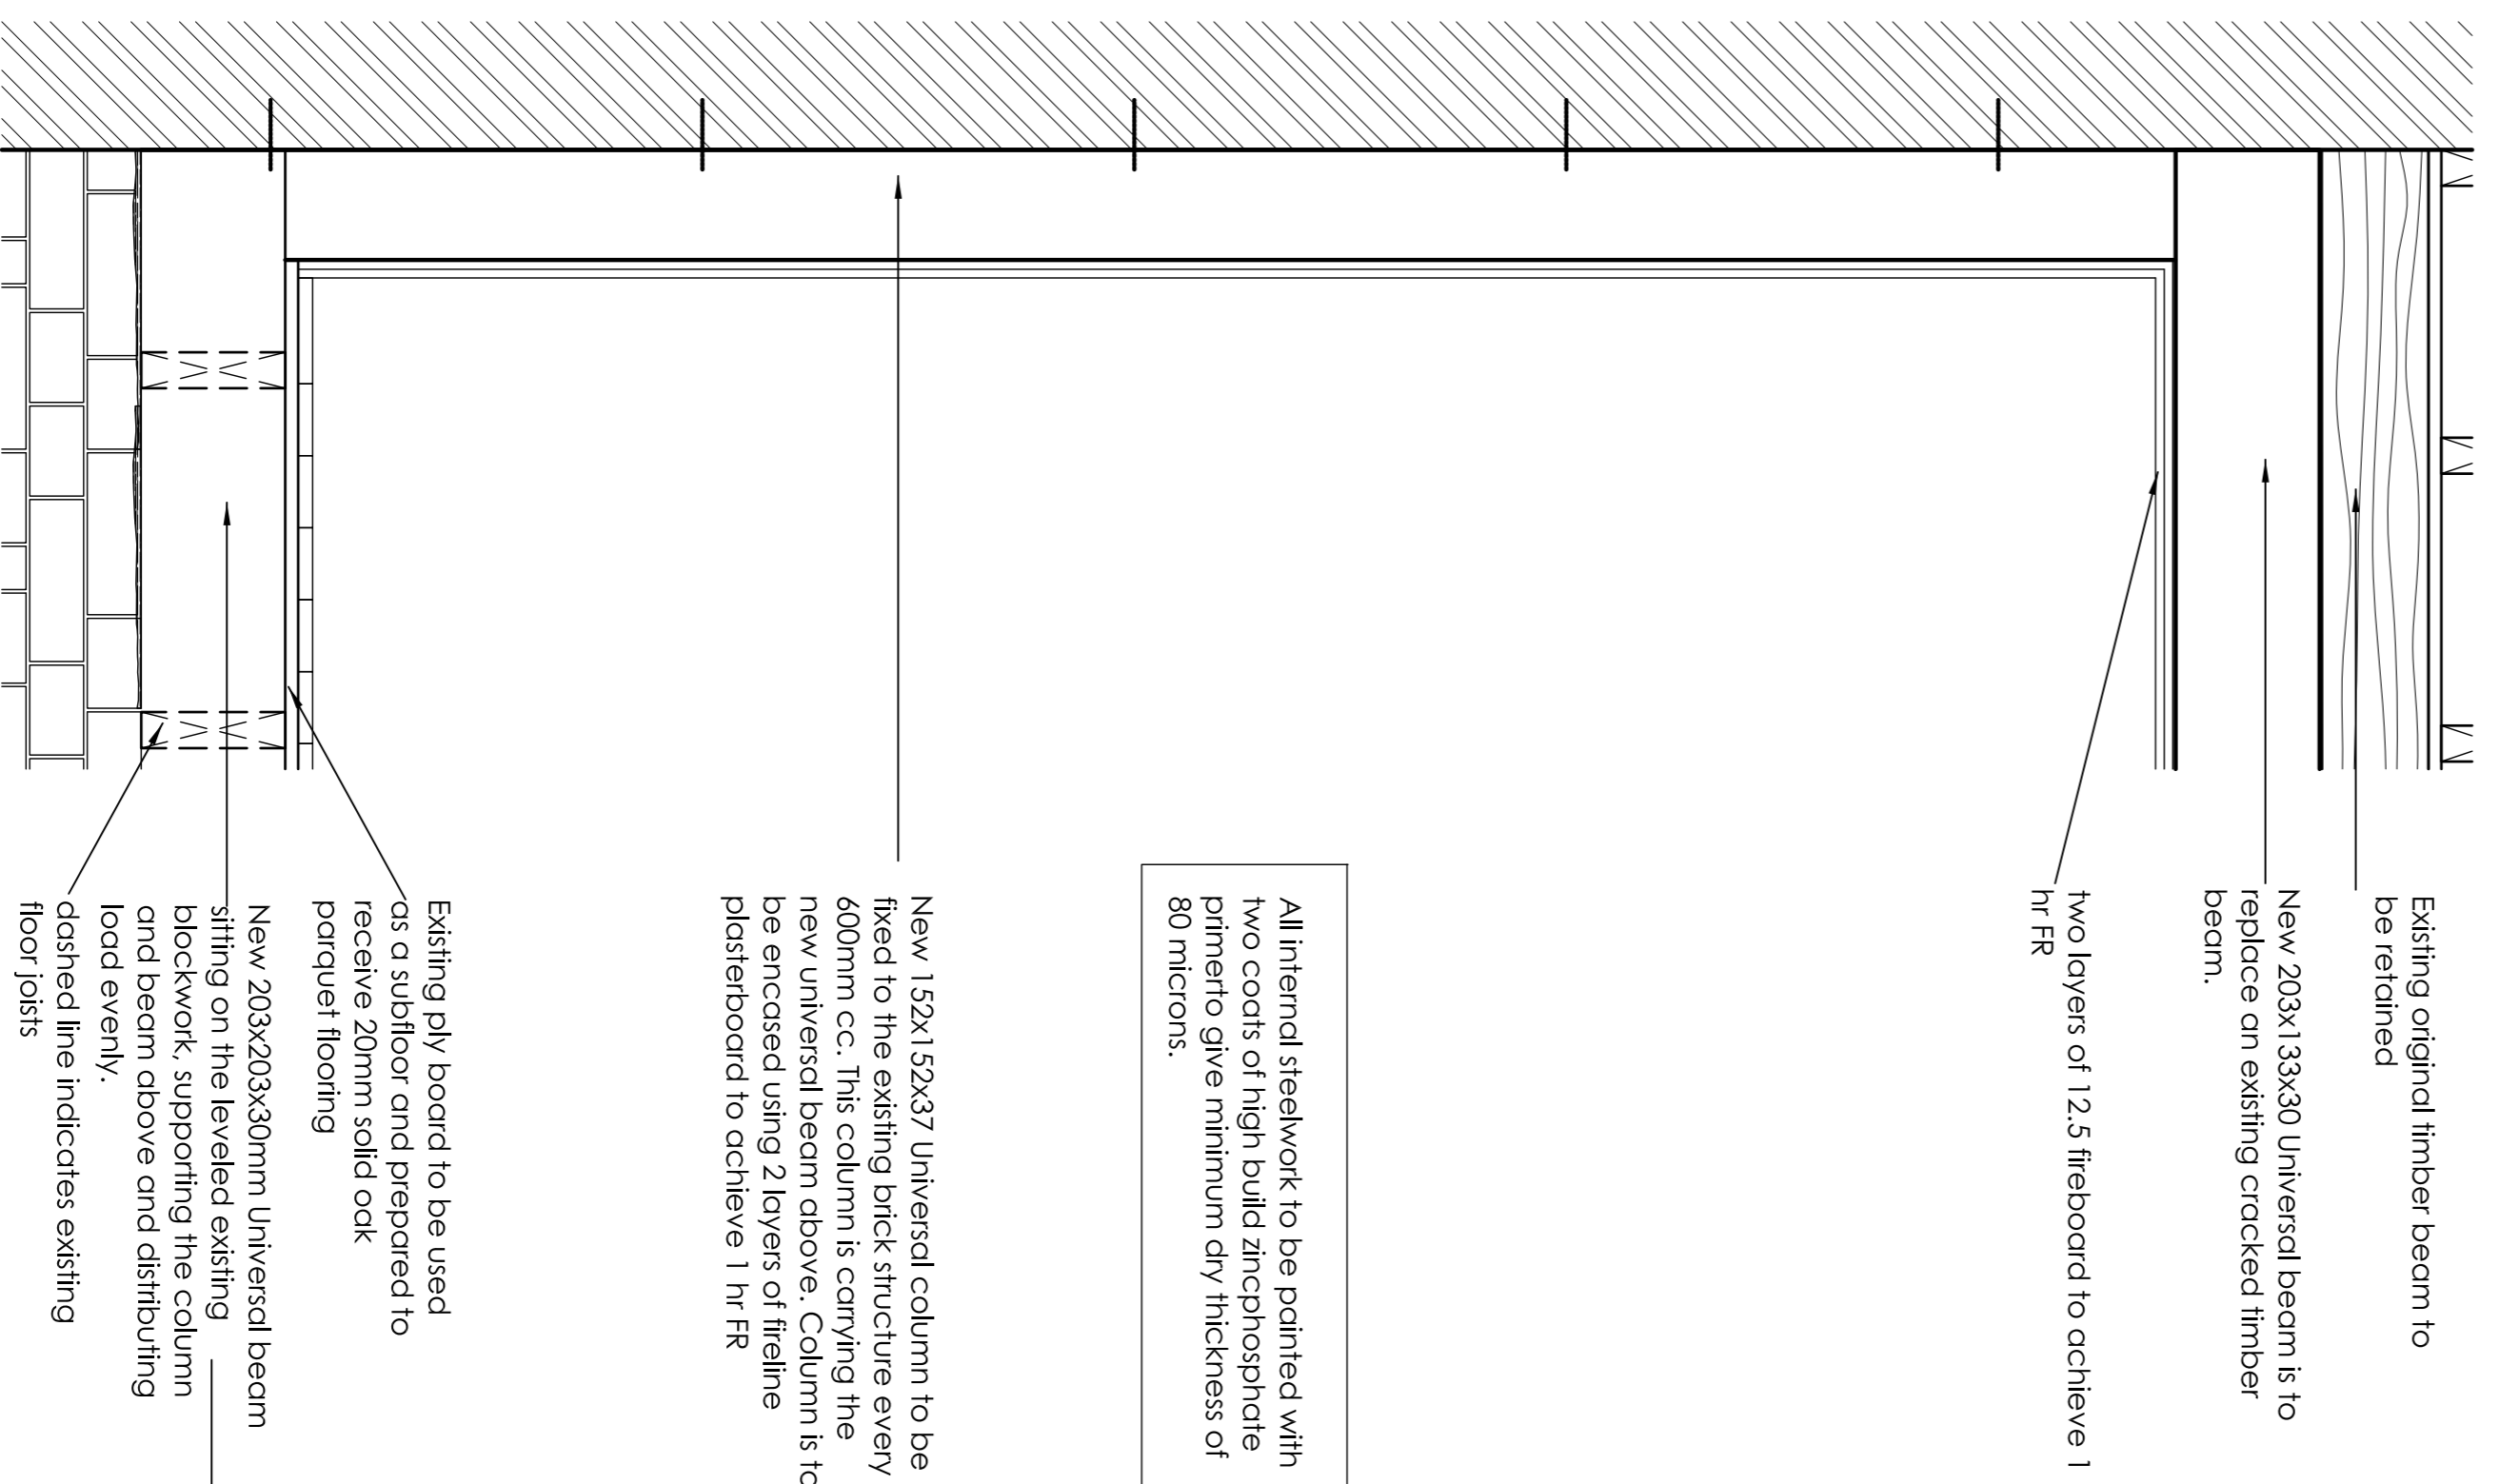 Existing original timber beam to
be retained
New 203x133x30 Universal beam is to
replace an existing cracked timber
beam.
two layers of 12.5 fireboard to achieve 1
hr FR
All internal steelwork to be painted with
two coats of high build zincphosphate
primerto give minimum dry thickness of
80 microns.
New 152x152x37 Universal column to be
fixed to the existing brick structure every
600mm cc. This column is carrying the
new universal beam above. Column is to
be encased using 2 layers of fireline
plasterboard to achieve 1 hr FR
Existing ply board to be used
as a subfloor and prepared to
receive 20mm solid oak
parquet flooring
New 203x203x30mm Universal beam
sitting on the leveled existing
blockwork, supporting the column
and beam above and distributing
load evenly.
dashed line indicates existing
floor joists